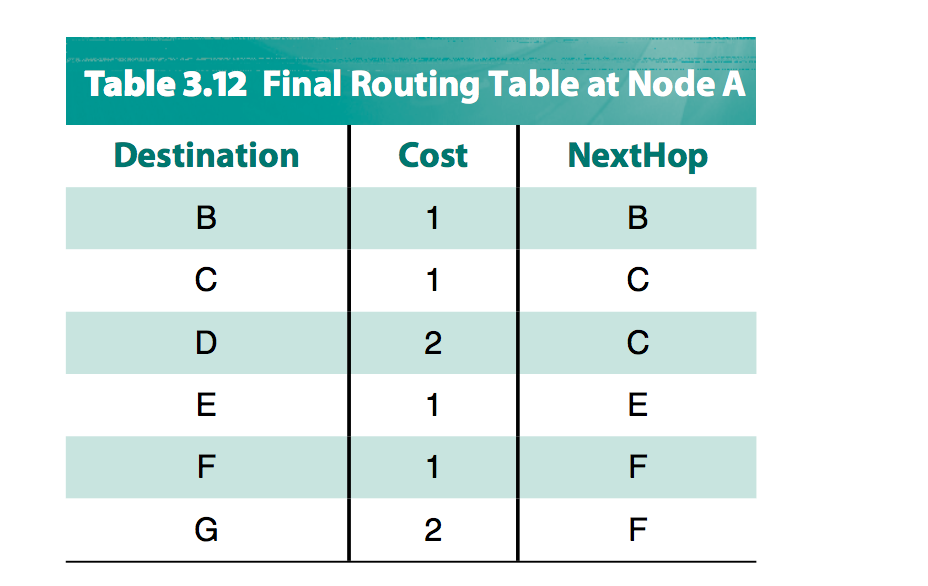 Table 3.12 Final Routing Table at Node A
Destination Cost NextHop
B 1 B
C 1 C
D 2 C
E 1 E
F 1 F
G 2 F